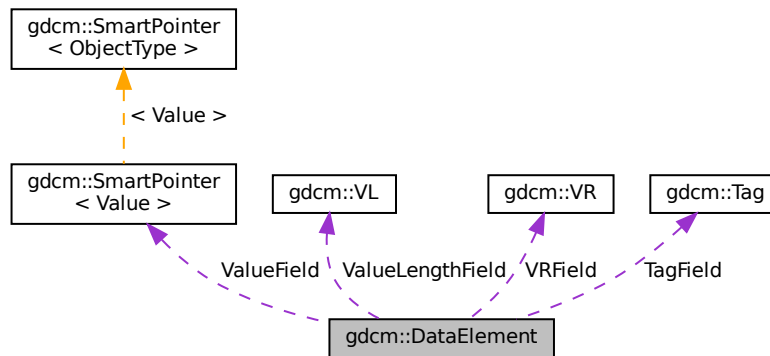 gdcm::SmartPointer
< ObjectType >
< Value >
gdcm::SmartPointer
< Value >
gdcm::VL
gdcm::VR
gdcm::Tag
ValueField
ValueLengthField
VRField
TagField
gdcm::DataElement